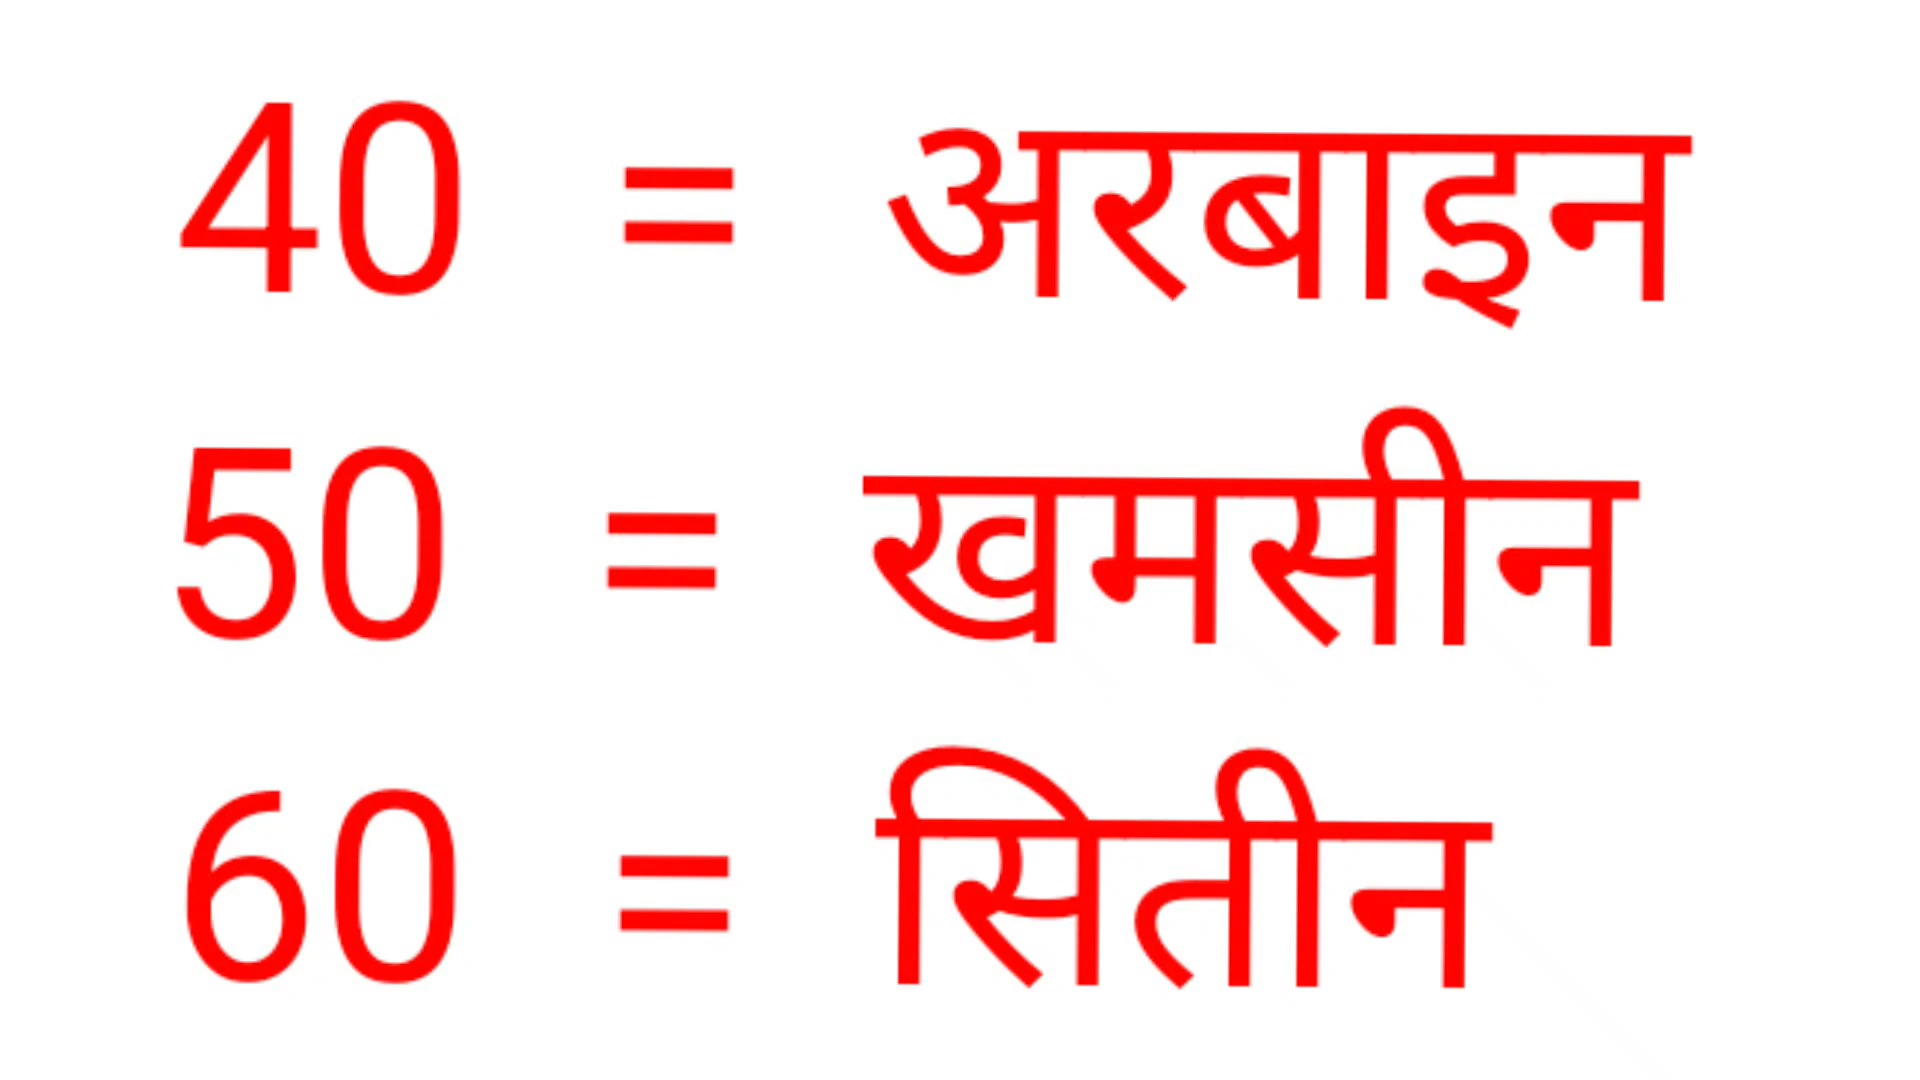 40 = अरबाइन
50 = खमसीन
60 = सितीन